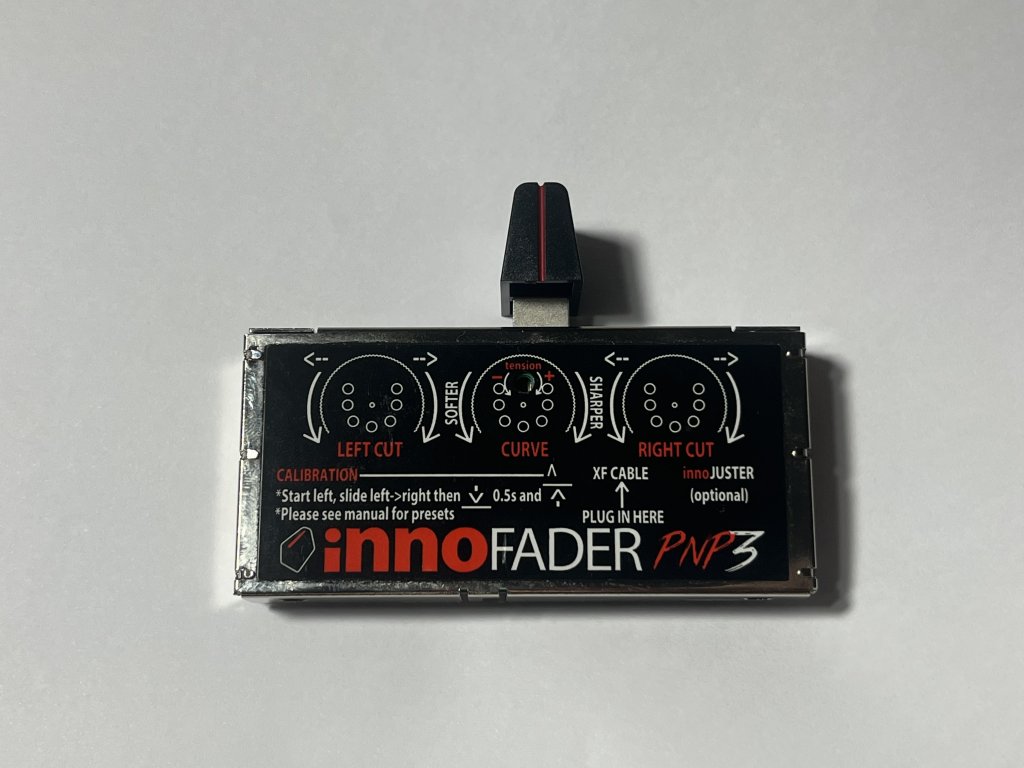 <-- --> <-- -->
tension
- +
SOFTER
SHARPER
LEFT CUT CURVE RIGHT CUT
CALIBRATION XF CABLE innoJUSTER
*Start left, slide left->right then 0.5s and (optional)
*Please see manual for presets PLUG IN HERE
innoFADER PNP3